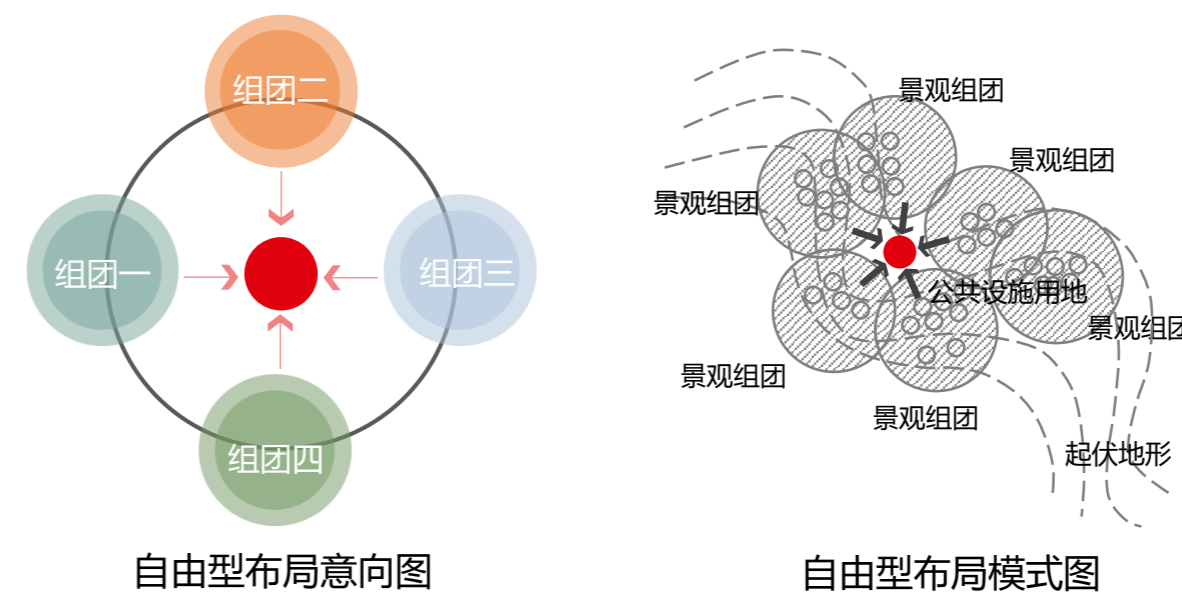 组团二
组团一
组团三
组团四
自由型布局意向图
景观组团
景观组团
景观组团
公共设施用地
景观组团
景观组团
景观组团
起伏地形
自由型布局模式图